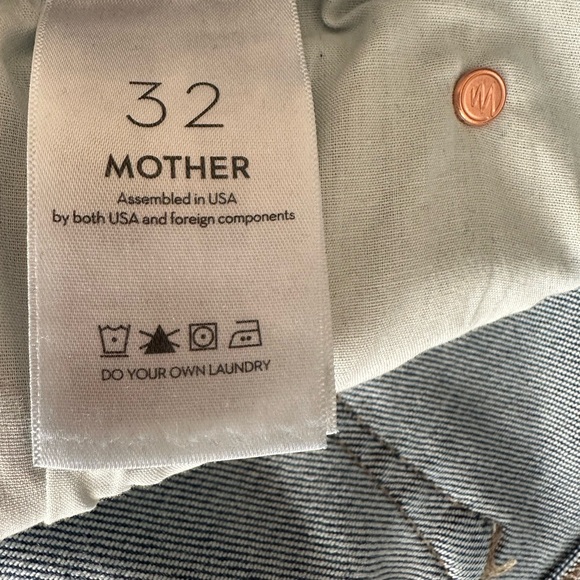 32
MOTHER
Assembled in USA
by both USA and foreign components
DO YOUR OWN LAUNDRY
M